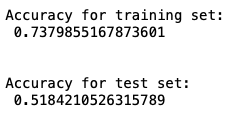 Accuracy for training set:
0.7379855167873601
Accuracy for test set:
0.5184210526315789